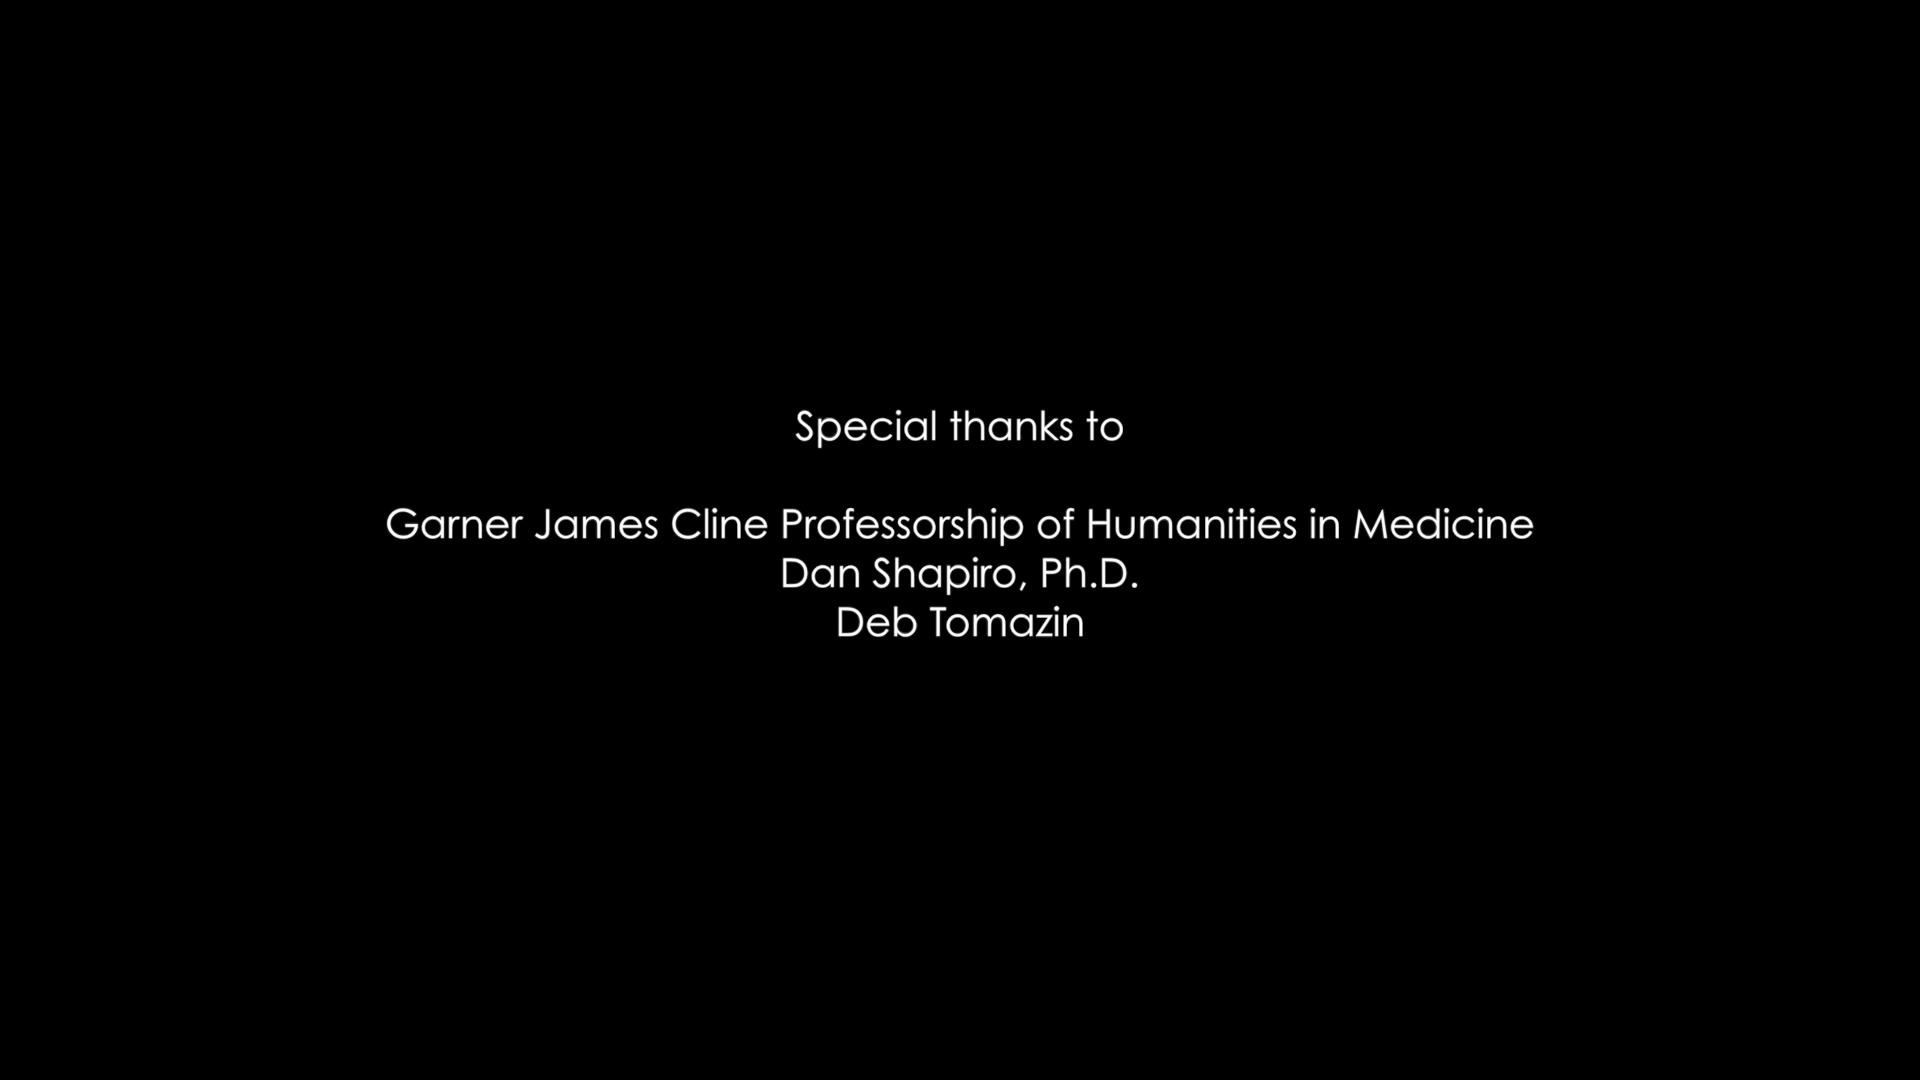 Special thanks to
Garner James Cline Professorship of Humanities in Medicine
Dan Shapiro, Ph.D.
Deb Tomazin